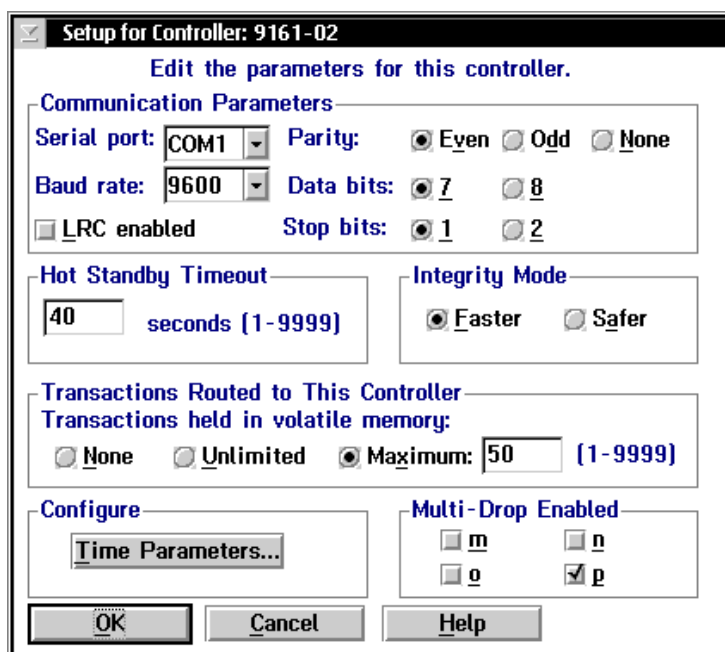 Setup for Controller: 9161-02
Edit the parameters for this controller.
Communication Parameters
Serial port: COM1 Parity: Even Odd None
Baud rate: 9600 Data bits: 7 8
LRC enabled Stop bits: 1 2
Hot Standby Timeout Integrity Mode
40 seconds (1-9999) Faster Safer
Transactions Routed to This Controller
Transactions held in volatile memory:
None Unlimited Maximum: 50 (1-9999)
Configure Multi-Drop Enabled
Time Parameters... m n
o p
OK Cancel Help